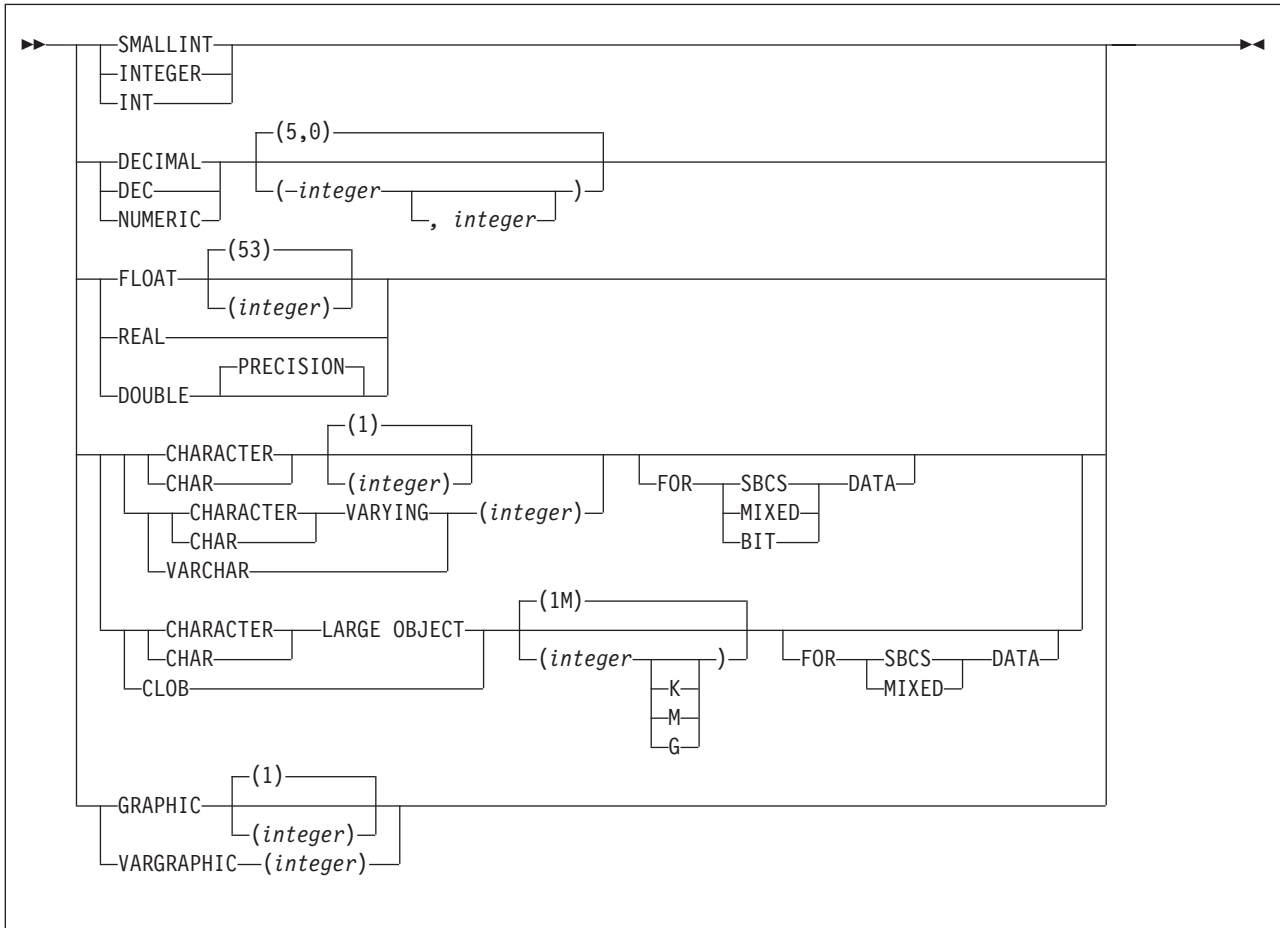 SMALLINT
INTEGER
INT
(5,0)
DECIMAL
DEC (integer )
NUMERIC , integer
(53)
FLOAT
(integer)
REAL
PRECISION
DOUBLE
(1)
CHARACTER
CHAR (integer) FOR SBCS DATA
CHARACTER VARYING (integer) MIXED
CHAR BIT
VARCHAR
(1M)
CHARACTER LARGE OBJECT
CHAR (integer ) FOR SBCS DATA
CLOB K MIXED
M
G
(1)
GRAPHIC
(integer)
VARGRAPHIC (integer)